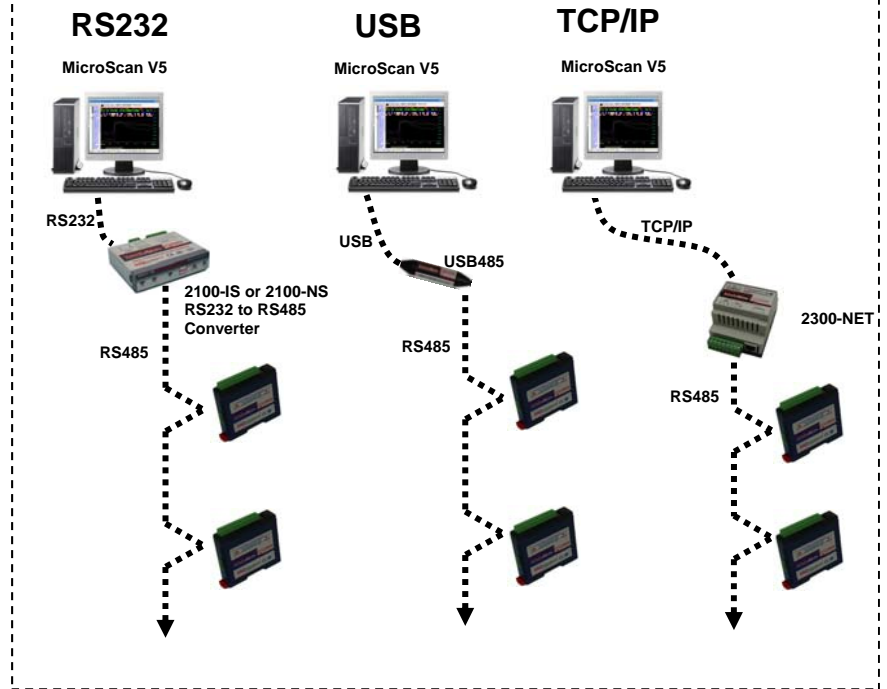 RS232
USB
TCP/IP
MicroScan V5
MicroScan V5
MicroScan V5
RS232
USB
TCP/IP
USB485
2100-IS or 2100-NS
RS232 to RS485
Converter
2300-NET
RS485
RS485
RS485